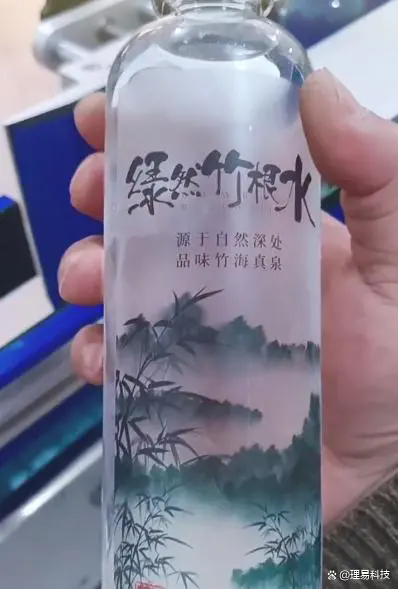 绿然竹根水
源于自然深处
品味竹海真泉
@理易科技